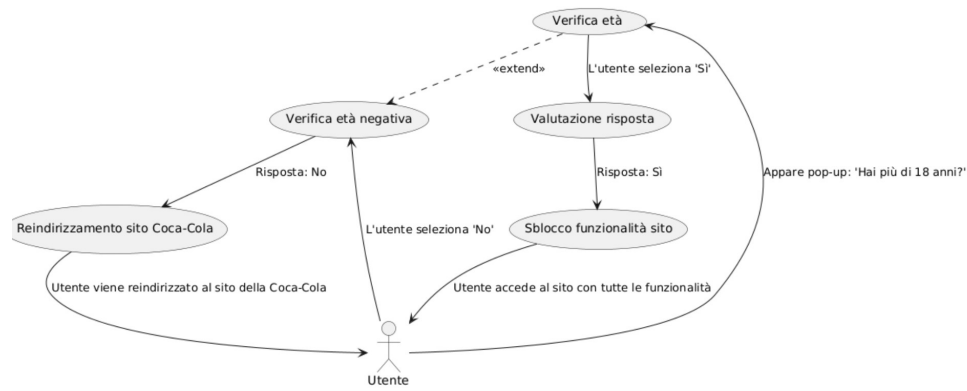 Verifica età
«extend»
L'utente seleziona 'Sì'
Verifica età negativa
Valutazione risposta
Risposta: No
Risposta: Sì
Appare pop-up: 'Hai più di 18 anni?'
Reindirizzamento sito Coca-Cola
L'utente seleziona 'No'
Sblocco funzionalità sito
Utente viene reindirizzato al sito della Coca-Cola
Utente accede al sito con tutte le funzionalità
Utente